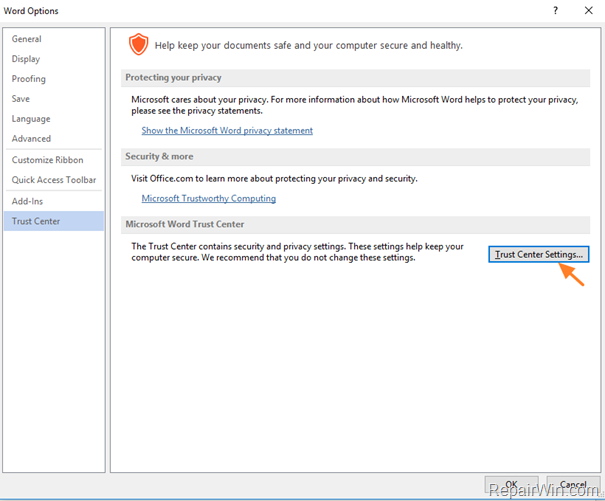 Word Options
?
General
Display
Proofing
Save
Language
Advanced
Customize Ribbon
Quick Access Toolbar
Add-Ins
Trust Center
Help keep your documents safe and your computer secure and healthy.
Protecting your privacy
Microsoft cares about your privacy. For more information about how Microsoft Word helps to protect your privacy,
please see the privacy statements.
Show the Microsoft Word privacy statement
Security & more
Visit Office.com to learn more about protecting your privacy and security.
Microsoft Trustworthy Computing
Microsoft Word Trust Center
The Trust Center contains security and privacy settings. These settings help keep your
computer secure. We recommend that you do not change these settings.
Trust Center Settings...
OK
Cancel
RepairWin.com